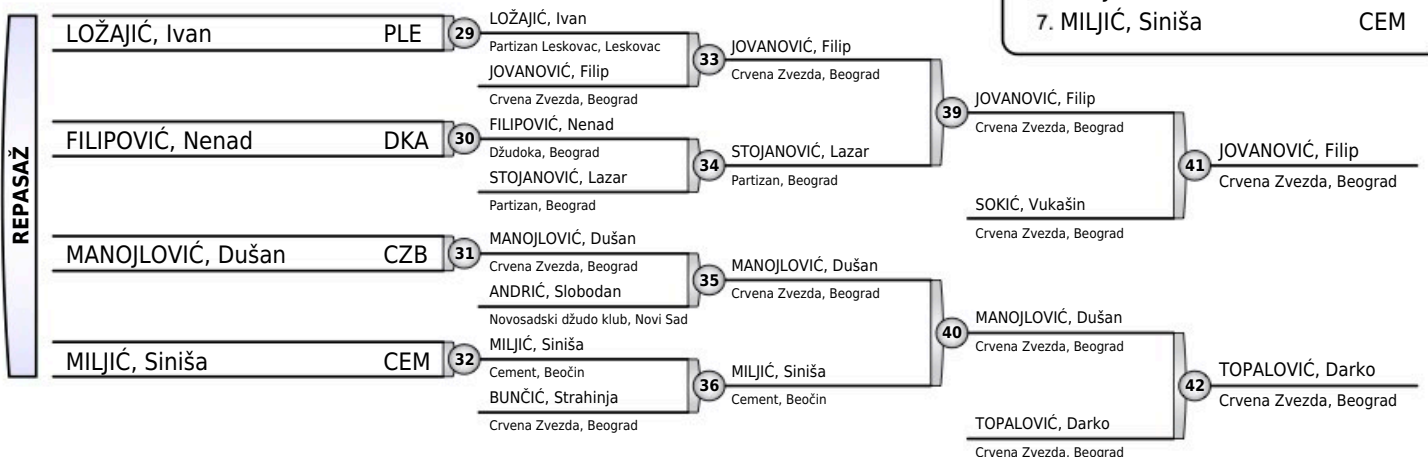 7. MILJIĆ, Siniša CEM
REPASAŽ
LOŽAJIĆ, Ivan PLE
FILIPOVIĆ, Nenad DKA
MANOJLOVIĆ, Dušan CZB
MILJIĆ, Siniša CEM
29
30
31
32
LOŽAJIĆ, Ivan
Partizan Leskovac, Leskovac
JOVANOVIĆ, Filip
Crvena Zvezda, Beograd
FILIPOVIĆ, Nenad
Džudoka, Beograd
STOJANOVIĆ, Lazar
Partizan, Beograd
MANOJLOVIĆ, Dušan
Crvena Zvezda, Beograd
ANDRIĆ, Slobodan
Novosadski džudo klub, Novi Sad
MILJIĆ, Siniša
Cement, Beočin
BUNČIĆ, Strahinja
Crvena Zvezda, Beograd
33
34
35
36
JOVANOVIĆ, Filip
Crvena Zvezda, Beograd
STOJANOVIĆ, Lazar
Partizan, Beograd
MANOJLOVIĆ, Dušan
Crvena Zvezda, Beograd
MILJIĆ, Siniša
Cement, Beočin
39
40
JOVANOVIĆ, Filip
Crvena Zvezda, Beograd
SOKIĆ, Vukašin
Crvena Zvezda, Beograd
MANOJLOVIĆ, Dušan
Crvena Zvezda, Beograd
TOPALOVIĆ, Darko
Crvena Zvezda, Beograd
41
42
JOVANOVIĆ, Filip
Crvena Zvezda, Beograd
TOPALOVIĆ, Darko
Crvena Zvezda, Beograd